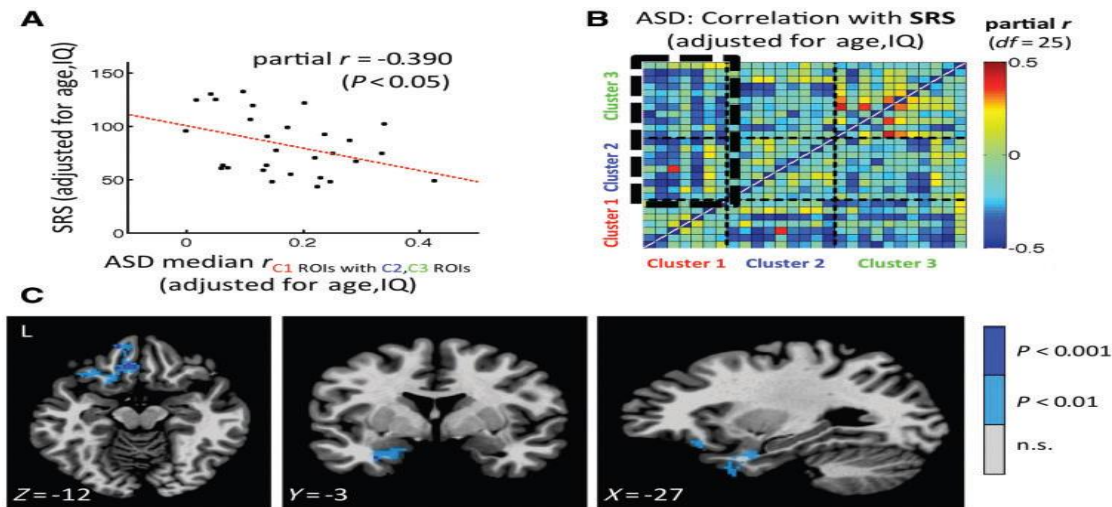 A
partial r = -0.390
(P < 0.05)
SRS (adjusted for age,IQ)
150
100
50
0
0
0.2
0.4
ASD median r C1 ROIs with C2,C3 ROIs
(adjusted for age,IQ)
B
ASD: Correlation with SRS
(adjusted for age,IQ)
partial r
(df = 25)
0.5
0
-0.5
Cluster 3
Cluster 2
Cluster 1
Cluster 1
Cluster 2
Cluster 3
C
L
Z = -12
Y = -3
X = -27
P < 0.001
P < 0.01
n.s.